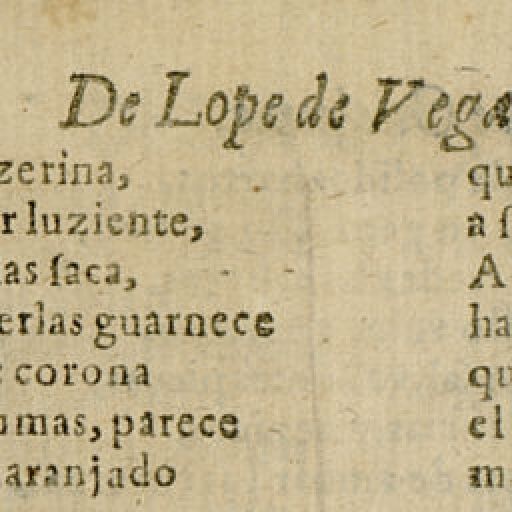 De Lope de Vega
zerina,
r luziente,
as ſaca,
erlas guarnece
corona
umas, parece
aranjado
qu
a ſ
A
ha
qu
el
m